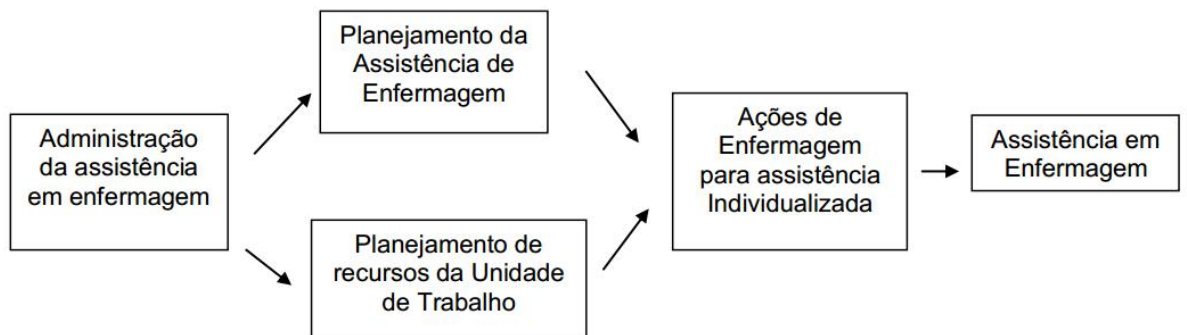 Administração
da assistência
em enfermagem
Planejamento da
Assistência de
Enfermagem
Planejamento de
recursos da Unidade
de Trabalho
Ações de
Enfermagem
para assistência
Individualizada
Assistência em
Enfermagem